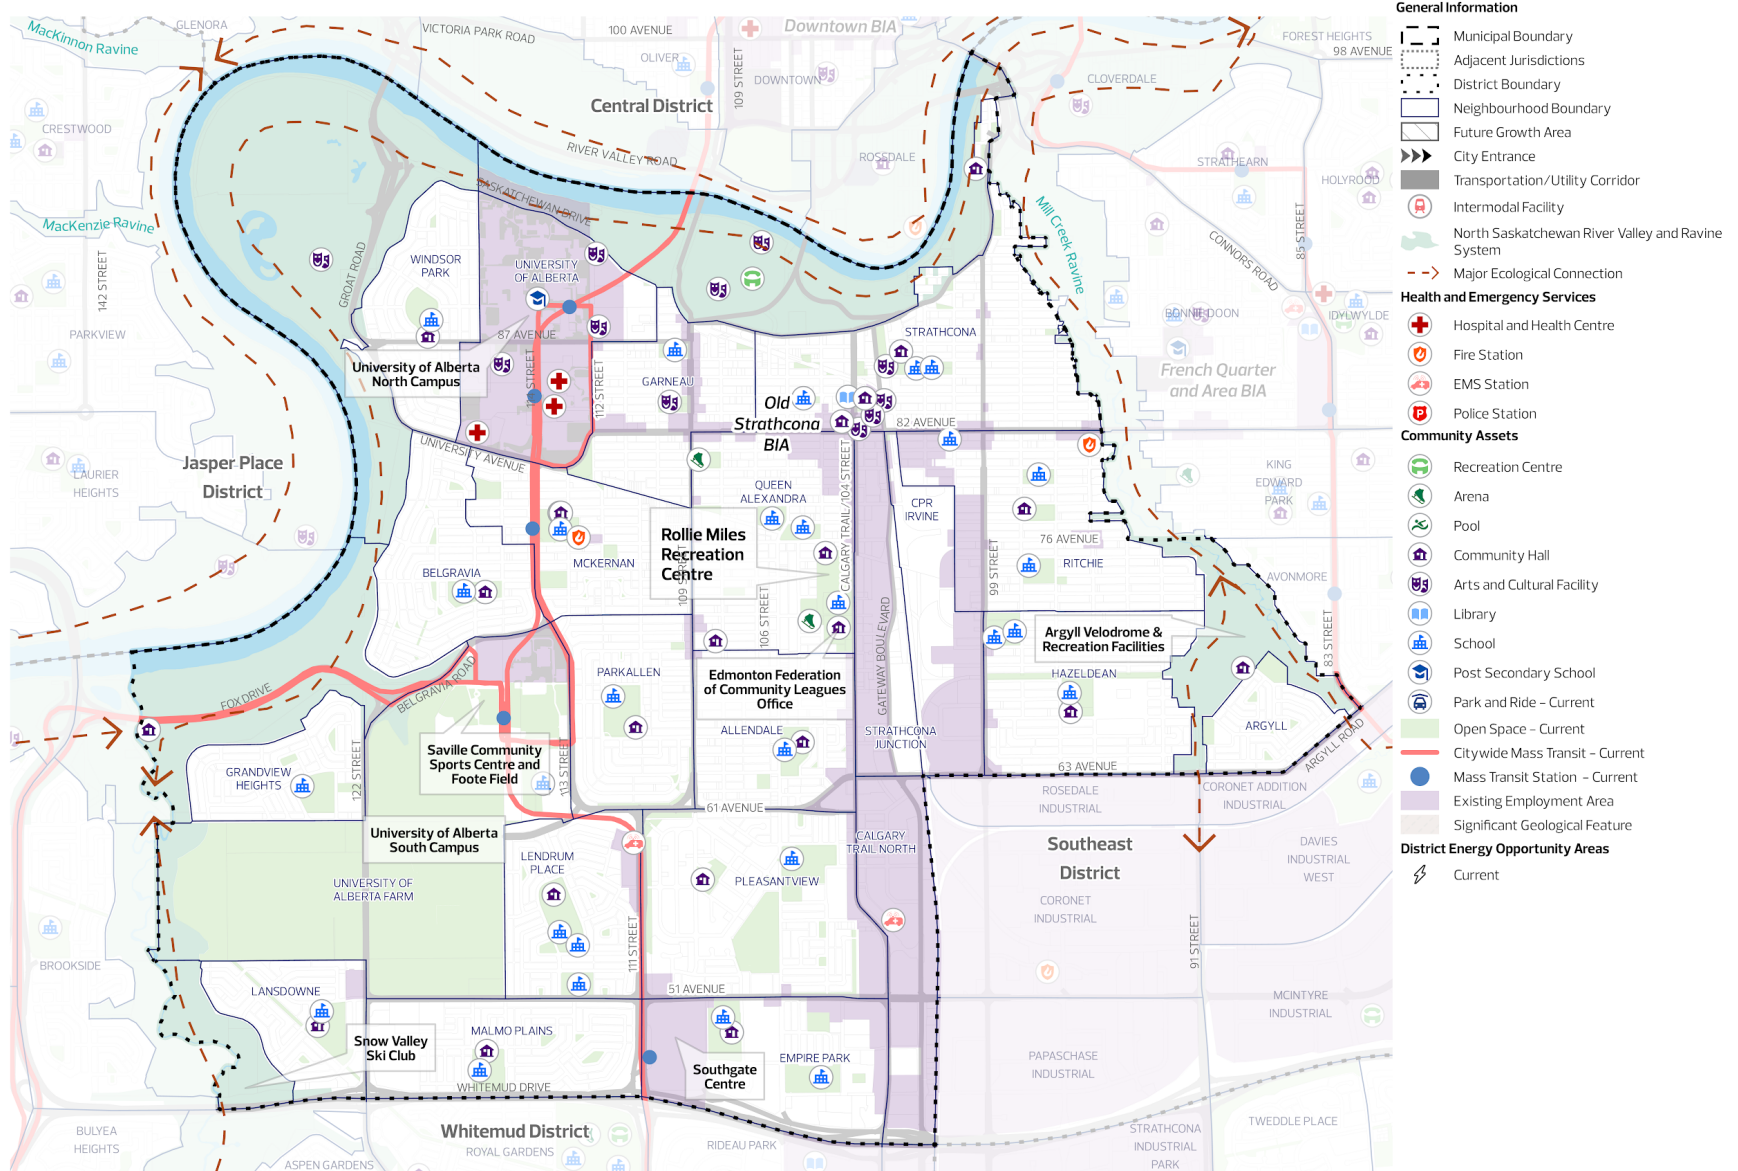 GLENORA
MacKinnon Ravine
VICTORIA PARK ROAD
100 AVENUE
Downtown BIA
FOREST HEIGHTS
98 AVENUE
OLIVER
109 STREET
DOWNTOWN
CLOVERDALE
Central District
CRESTWOOD
RIVER VALLEY ROAD
ROSSDALE
STRATHEARN
HOLYROOD
SASKATCHEWAN DRIVE
MacKenzie Ravine
Mill Creek Ravine
142 STREET
GROAT ROAD
WINDSOR
PARK
UNIVERSITY
OF ALBERTA
CONNORS ROAD
85 STREET
PARKVIEW
87 AVENUE
STRATHCONA
BONNIE DOON
IDYLWYLDE
University of Alberta
North Campus
112 STREET
GARNEAU
French Quarter
and Area BIA
Old
Strathcona
BIA
82 AVENUE
UNIVERSITY AVENUE
Jasper Place
District
LAURIER
HEIGHTS
KING
EDWARD
PARK
QUEEN
ALEXANDRA
CALGARY TRAIL/104 STREET
CPR
IRVINE
Rollie Miles
Recreation
Centre
109 STREET
76 AVENUE
99 STREET
RITCHIE
MCKERNAN
BELGRAVIA
AVONMORE
106 STREET
GATEWAY BOULEVARD
83 STREET
Argyll Velodrome &
Recreation Facilities
HAZELDEAN
PARKALLEN
Edmonton Federation
of Community Leagues
Office
FOX DRIVE
BELGRAVIA ROAD
ALLENDALE
STRATHCONA
JUNCTION
ARGYLL
ARGYLL ROAD
Saville Community
Sports Centre and
Foote Field
GRANDVIEW
HEIGHTS
122 STREET
113 STREET
63 AVENUE
ROSEDALE
INDUSTRIAL
CORONET ADDITION
INDUSTRIAL
61 AVENUE
University of Alberta
South Campus
CALGARY
TRAIL NORTH
Southeast
District
DAVIES
INDUSTRIAL
WEST
LENDRUM
PLACE
UNIVERSITY OF
ALBERTA FARM
PLEASANTVIEW
CORONET
INDUSTRIAL
111 STREET
91 STREET
BROOKSIDE
LANSDOWNE
51 AVENUE
MCINTYRE
INDUSTRIAL
MALMO PLAINS
Snow Valley
Ski Club
Southgate
Centre
EMPIRE PARK
PAPASCHASE
INDUSTRIAL
WHITEMUD DRIVE
BULYEA
HEIGHTS
Whitemud District
ROYAL GARDENS
ASPEN GARDENS
RIDEAU PARK
STRATHCONA
INDUSTRIAL
PARK
TWEDDLE PLACE
General Information
Municipal Boundary
Adjacent Jurisdictions
District Boundary
Neighbourhood Boundary
Future Growth Area
City Entrance
Transportation/Utility Corridor
Intermodal Facility
North Saskatchewan River Valley and Ravine
System
Major Ecological Connection
Health and Emergency Services
Hospital and Health Centre
Fire Station
EMS Station
Police Station
Community Assets
Recreation Centre
Arena
Pool
Community Hall
Arts and Cultural Facility
Library
School
Post Secondary School
Park and Ride – Current
Open Space – Current
Citywide Mass Transit – Current
Mass Transit Station – Current
Existing Employment Area
Significant Geological Feature
District Energy Opportunity Areas
Current